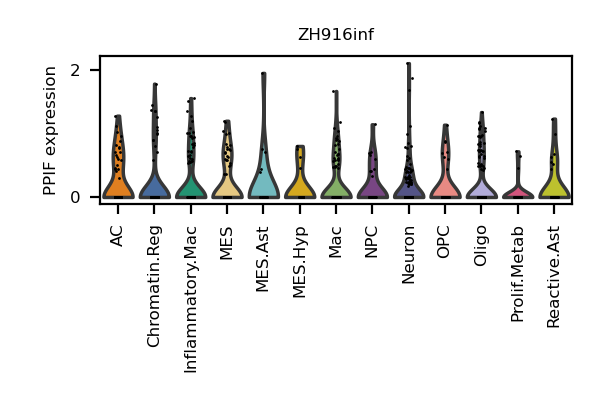 ZH916inf
PPIF expression
2
0
AC
Chromatin.Reg
Inflammatory.Mac
MES
MES.Ast
MES.Hyp
Mac
NPC
Neuron
OPC
Oligo
Prolif.Metab
Reactive.Ast